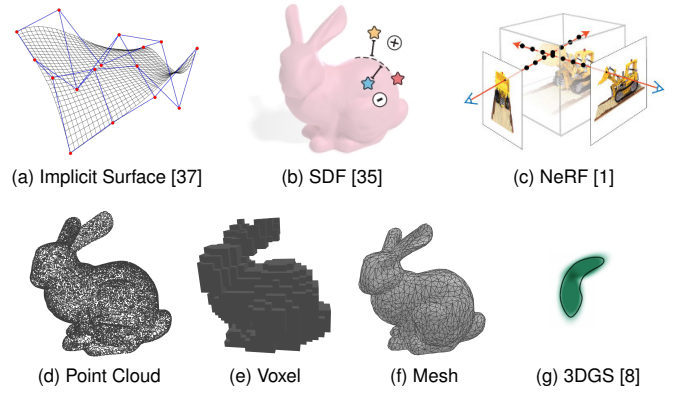 (a) Implicit Surface [37]
(b) SDF [35]
(c) NeRF [1]
(d) Point Cloud
(e) Voxel
(f) Mesh
(g) 3DGS [8]